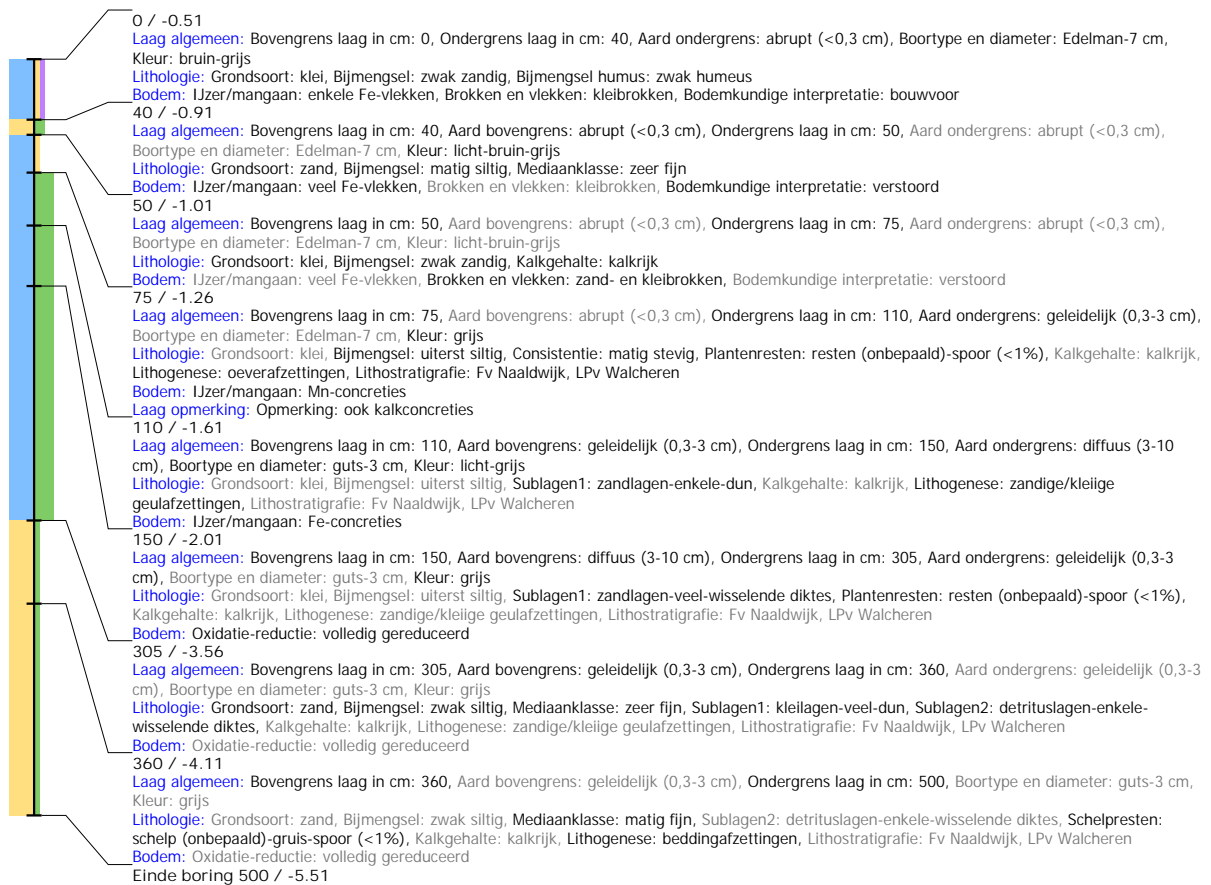 0 / -0.51
Laag algemeen: Bovengrens laag in cm: 0, Ondergrens laag in cm: 40, Aard ondergrens: abrupt (<0,3 cm), Boortype en diameter: Edelman-7 cm,
Kleur: bruin-grijs
Lithologie: Grondsoort: klei, Bijmengsel: zwak zandig, Bijmengsel humus: zwak humeus
Bodem: IJzer/mangaan: enkele Fe-vlekken, Brokken en vlekken: kleibrokken, Bodemkundige interpretatie: bouwvoor
40 / -0.91
Laag algemeen: Bovengrens laag in cm: 40, Aard bovengrens: abrupt (<0,3 cm), Ondergrens laag in cm: 50, Aard ondergrens: abrupt (<0,3 cm),
Boortype en diameter: Edelman-7 cm, Kleur: licht-bruin-grijs
Lithologie: Grondsoort: zand, Bijmengsel: matig siltig, Mediaanklasse: zeer fijn
Bodem: IJzer/mangaan: veel Fe-vlekken, Brokken en vlekken: kleibrokken, Bodemkundige interpretatie: verstoord
50 / -1.01
Laag algemeen: Bovengrens laag in cm: 50, Aard bovengrens: abrupt (<0,3 cm), Ondergrens laag in cm: 75, Aard ondergrens: abrupt (<0,3 cm),
Boortype en diameter: Edelman-7 cm, Kleur: licht-bruin-grijs
Lithologie: Grondsoort: klei, Bijmengsel: zwak zandig, Kalkgehalte: kalkrijk
Bodem: IJzer/mangaan: veel Fe-vlekken, Brokken en vlekken: zand- en kleibrokken, Bodemkundige interpretatie: verstoord
75 / -1.26
Laag algemeen: Bovengrens laag in cm: 75, Aard bovengrens: abrupt (<0,3 cm), Ondergrens laag in cm: 110, Aard ondergrens: geleidelijk (0,3-3 cm),
Boortype en diameter: Edelman-7 cm, Kleur: grijs
Lithologie: Grondsoort: klei, Bijmengsel: uiterst siltig, Consistentie: matig stevig, Plantenresten: resten (onbepaald)-spoor (<1%), Kalkgehalte: kalkrijk,
Lithogenese: oeverafzettingen, Lithostratigrafie: Fv Naaldwijk, LPv Walcheren
Bodem: IJzer/mangaan: Mn-concreties
Laag opmerking: Opmerking: ook kalkconcreties
110 / -1.61
Laag algemeen: Bovengrens laag in cm: 110, Aard bovengrens: geleidelijk (0,3-3 cm), Ondergrens laag in cm: 150, Aard ondergrens: diffuus (3-10
cm), Boortype en diameter: guts-3 cm, Kleur: licht-grijs
Lithologie: Grondsoort: klei, Bijmengsel: uiterst siltig, Sublagen1: zandlagen-enkele-dun, Kalkgehalte: kalkrijk, Lithogenese: zandige/kleiige
geulafzettingen, Lithostratigrafie: Fv Naaldwijk, LPv Walcheren
Bodem: IJzer/mangaan: Fe-concreties
150 / -2.01
Laag algemeen: Bovengrens laag in cm: 150, Aard bovengrens: diffuus (3-10 cm), Ondergrens laag in cm: 305, Aard ondergrens: geleidelijk (0,3-3
cm), Boortype en diameter: guts-3 cm, Kleur: grijs
Lithologie: Grondsoort: klei, Bijmengsel: uiterst siltig, Sublagen1: zandlagen-veel-wisselende diktes, Plantenresten: resten (onbepaald)-spoor (<1%),
Kalkgehalte: kalkrijk, Lithogenese: zandige/kleiige geulafzettingen, Lithostratigrafie: Fv Naaldwijk, LPv Walcheren
Bodem: Oxidatie-reductie: volledig gereduceerd
305 / -3.56
Laag algemeen: Bovengrens laag in cm: 305, Aard bovengrens: geleidelijk (0,3-3 cm), Ondergrens laag in cm: 360, Aard ondergrens: geleidelijk (0,3-3
cm), Boortype en diameter: guts-3 cm, Kleur: grijs
Lithologie: Grondsoort: zand, Bijmengsel: zwak siltig, Mediaanklasse: zeer fijn, Sublagen1: kleilagen-veel-dun, Sublagen2: detrituslagen-enkele-
wisselende diktes, Kalkgehalte: kalkrijk, Lithogenese: zandige/kleiige geulafzettingen, Lithostratigrafie: Fv Naaldwijk, LPv Walcheren
Bodem: Oxidatie-reductie: volledig gereduceerd
360 / -4.11
Laag algemeen: Bovengrens laag in cm: 360, Aard bovengrens: geleidelijk (0,3-3 cm), Ondergrens laag in cm: 500, Boortype en diameter: guts-3 cm,
Kleur: grijs
Lithologie: Grondsoort: zand, Bijmengsel: zwak siltig, Mediaanklasse: matig fijn, Sublagen2: detrituslagen-enkele-wisselende diktes, Schelpresten:
schelp (onbepaald)-gruis-spoor (<1%), Kalkgehalte: kalkrijk, Lithogenese: beddingafzettingen, Lithostratigrafie: Fv Naaldwijk, LPv Walcheren
Bodem: Oxidatie-reductie: volledig gereduceerd
Einde boring 500 / -5.51